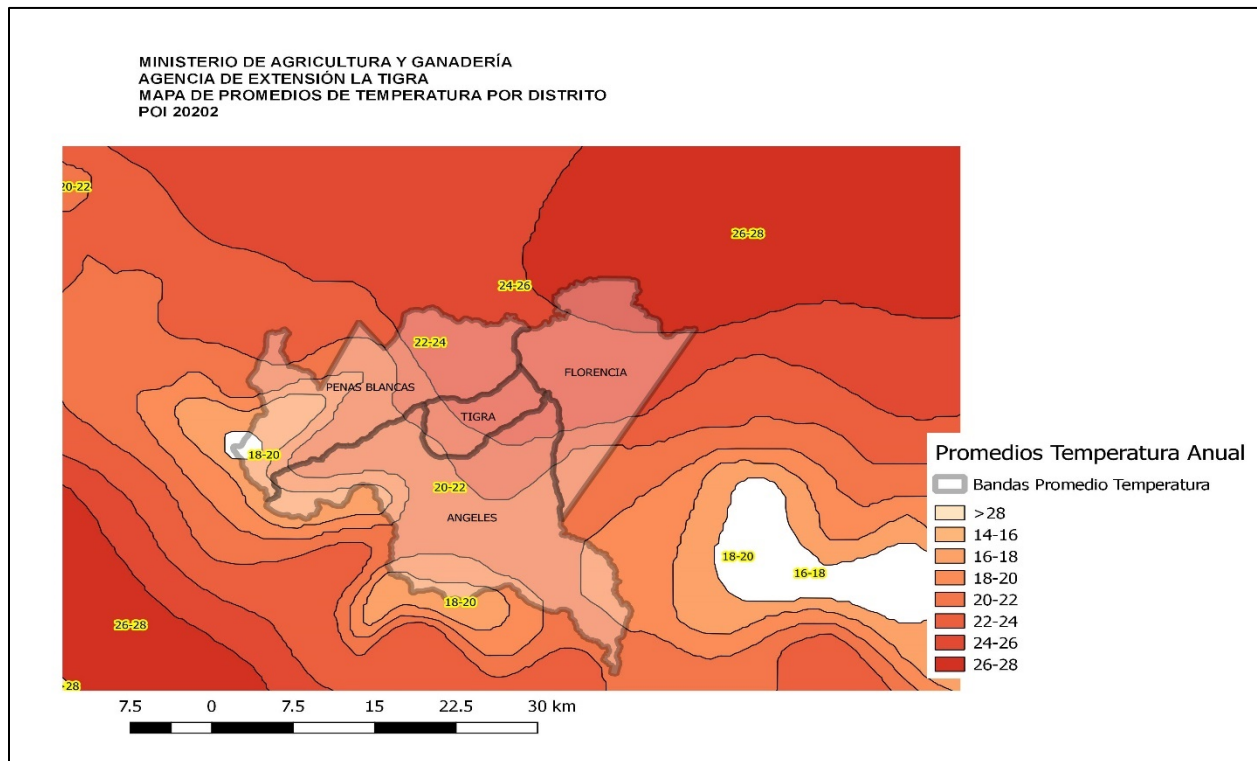 MINISTERIO DE AGRICULTURA Y GANADERÍA
AGENCIA DE EXTENSIÓN LA TIGRA
MAPA DE PROMEDIOS DE TEMPERATURA POR DISTRITO
POI 20202
20-22
26-28
24-26
22-24
FLORENCIA
PENAS BLANCAS
TIGRA
18-20
20-22
ANGELES
18-20
16-18
18-20
26-28
-28
Promedios Temperatura Anual
Bandas Promedio Temperatura
>28
14-16
16-18
18-20
20-22
22-24
24-26
26-28
7.5 0 7.5 15 22.5 30 km